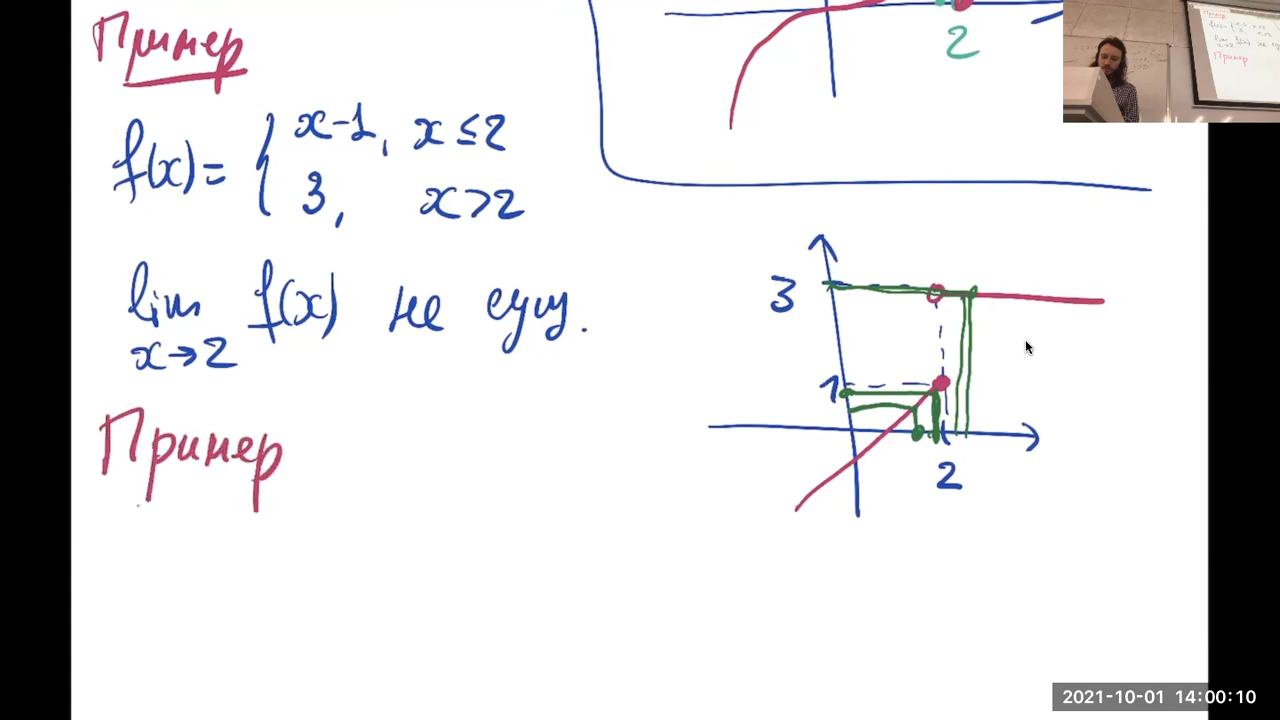 Пример
2
f(x) = { x-1, x ≤ 2
3, x > 2
lim f(x) не сущ.
x→2
3
1
2
Пример
2021-10-01 14:00:10